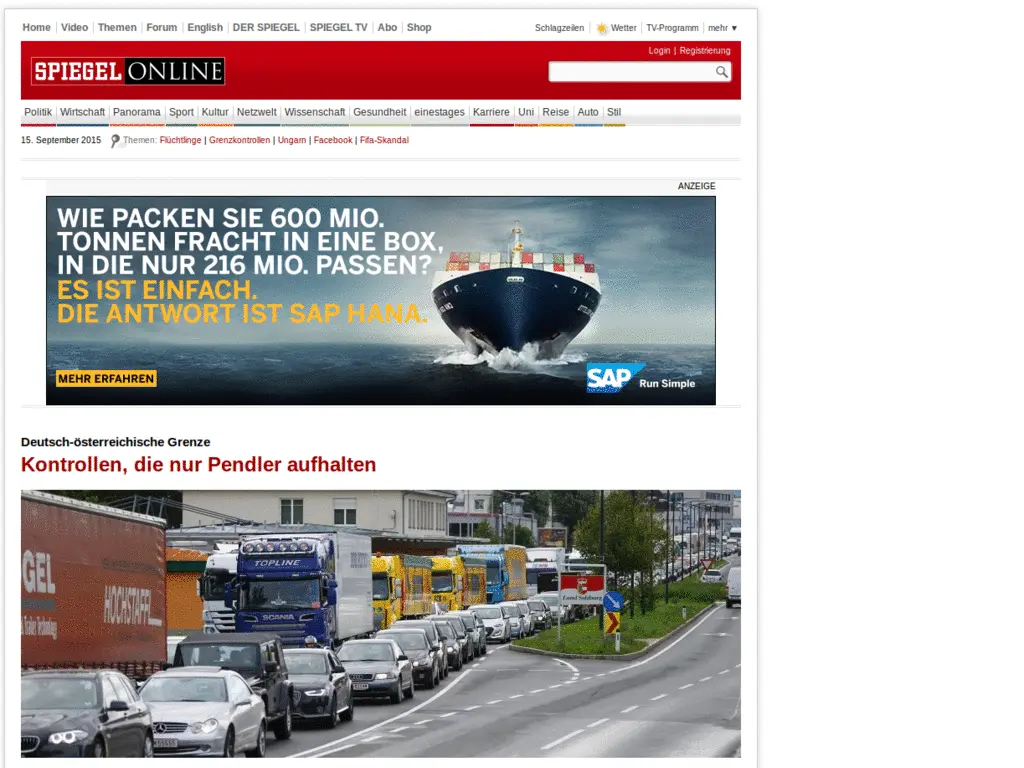 Home Video Themen Forum English DER SPIEGEL SPIEGEL TV Abo Shop Schlagzeilen Wetter TV-Programm mehr ▼
Login | Registrierung
SPIEGEL ONLINE
Politik Wirtschaft Panorama Sport Kultur Netzwelt Wissenschaft Gesundheit einestages Karriere Uni Reise Auto Stil
15. September 2015 Themen: Flüchtlinge | Grenzkontrollen | Ungarn | Facebook | Fifa-Skandal
ANZEIGE
WIE PACKEN SIE 600 MIO.
TONNEN FRACHT IN EINE BOX,
IN DIE NUR 216 MIO. PASSEN?
ES IST EINFACH.
DIE ANTWORT IST SAP HANA.
MEHR ERFAHREN
SAP Run Simple
Deutsch-österreichische Grenze
Kontrollen, die nur Pendler aufhalten
TOPLINE
SCANIA
Land Salzburg